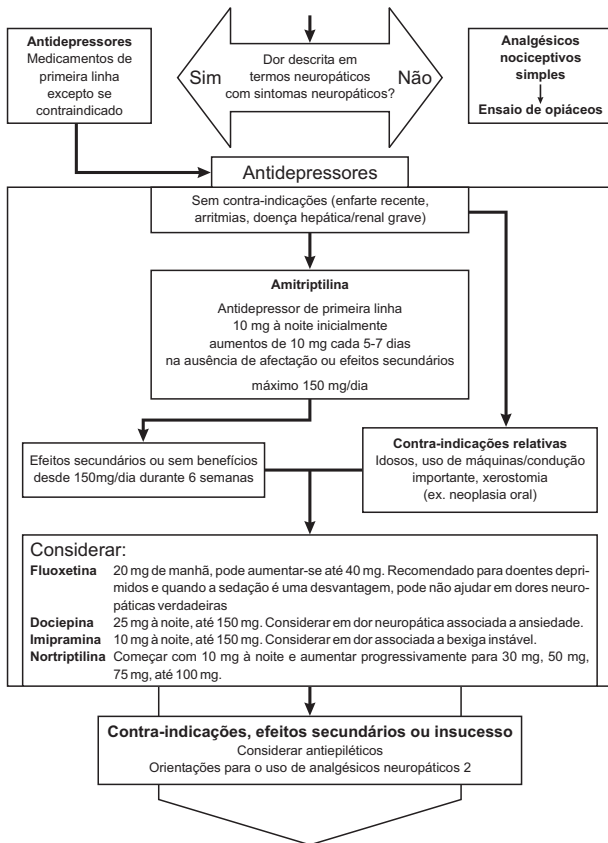 Antidepressores
Medicamentos de
primeira linha
excepto se
contraindicado
Sim
Dor descrita em
termos neuropáticos
com sintomas neuropáticos?
Não
Analgésicos
nociceptivos
simples
Ensaio de opiáceos
Antidepressores
Sem contra-indicações (enfarte recente,
arritmias, doença hepática/renal grave)
Amitriptilina
Antidepressor de primeira linha
10 mg à noite inicialmente
aumentos de 10 mg cada 5-7 dias
na ausência de afectação ou efeitos secundários
máximo 150 mg/dia
Efeitos secundários ou sem benefícios
desde 150mg/dia durante 6 semanas
Contra-indicações relativas
Idosos, uso de máquinas/condução
importante, xerostomia
(ex. neoplasia oral)
Considerar:
Fluoxetina 20 mg de manhã, pode aumentar-se até 40 mg. Recomendado para doentes depri-
midos e quando a sedação é uma desvantagem, pode não ajudar em dores neuro-
páticas verdadeiras
Dociepina 25 mg à noite, até 150 mg. Considerar em dor neuropática associada a ansiedade.
Imipramina 10 mg à noite, até 150 mg. Considerar em dor associada a bexiga instável.
Nortriptilina Começar com 10 mg à noite e aumentar progressivamente para 30 mg, 50 mg,
75 mg, até 100 mg.
Contra-indicações, efeitos secundários ou insucesso
Considerar antiepiléticos
Orientações para o uso de analgésicos neuropáticos 2